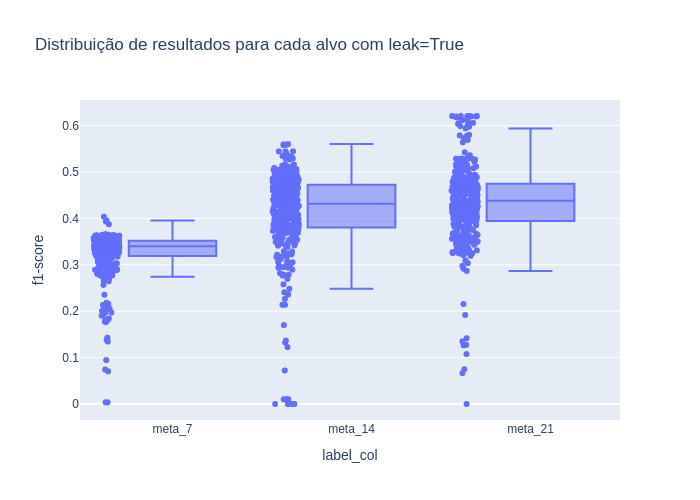 Distribuição de resultados para cada alvo com leak=True
f1-score
0.6
0.5
0.4
0.3
0.2
0.1
0
meta_7
meta_14
meta_21
label_col